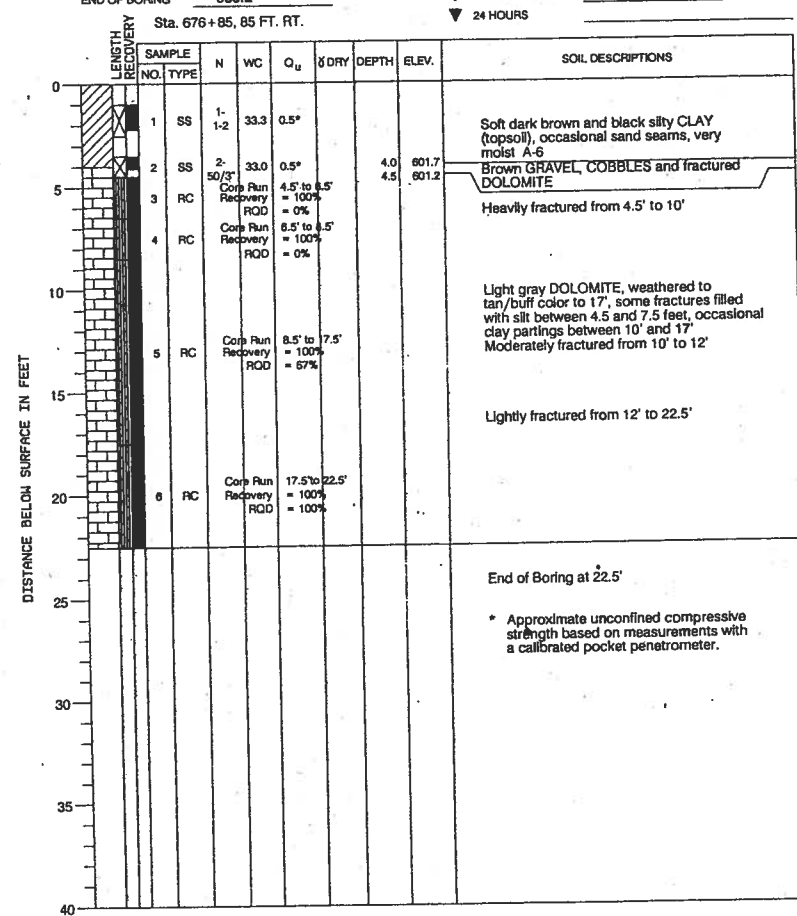 END OF BORING
24 HOURS
Sta. 676+85, 85 FT. RT.
LENGTH
RECOVERY
SAMPLE
NO. TYPE
N
WC
Qu
γ DRY
DEPTH
ELEV.
SOIL DESCRIPTIONS
DISTANCE BELOW SURFACE IN FEET
0
1 SS 1-
1-2 33.3 0.5*
Soft dark brown and black silty CLAY
(topsoil), occasional sand seams, very
moist A-6
2 SS 2-
50/3" 33.0 0.5*
4.0 601.7
4.5 601.2
Brown GRAVEL, COBBLES and fractured
DOLOMITE
5
3 RC
Core Run 4.5' to 6.5'
Recovery = 100%
RQD = 0%
Heavily fractured from 4.5' to 10'
4 RC
Core Run 6.5' to 8.5'
Recovery = 100%
RQD = 0%
10
Light gray DOLOMITE, weathered to
tan/buff color to 17', some fractures filled
with silt between 4.5 and 7.5 feet, occasional
clay partings between 10' and 17'
Moderately fractured from 10' to 12'
5 RC
Core Run 8.5' to 17.5'
Recovery = 100%
RQD = 67%
15
Lightly fractured from 12' to 22.5'
6 RC
Core Run 17.5' to 22.5'
Recovery = 100%
RQD = 100%
20
End of Boring at 22.5'
25
* Approximate unconfined compressive
strength based on measurements with
a calibrated pocket penetrometer.
30
35
40